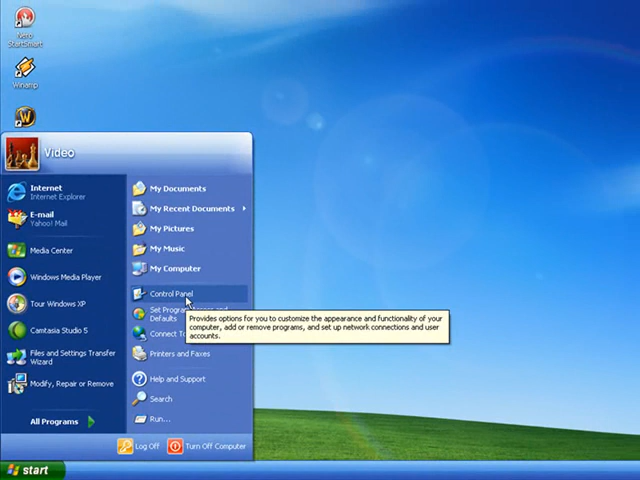 Nero
StartSmart
Winamp
Video
Internet
Internet Explorer
E-mail
Yahoo! Mail
Media Center
Windows Media Player
Tour Windows XP
Camtasia Studio 5
Files and Settings Transfer
Wizard
Modify, Repair or Remove
All Programs
My Documents
My Recent Documents
My Pictures
My Music
My Computer
Control Panel
Set Program Access and
Defaults
Connect To
Printers and Faxes
Help and Support
Search
Run...
Provides options for you to customize the appearance and functionality of your
computer, add or remove programs, and set up network connections and user
accounts.
Log Off
Turn Off Computer
start